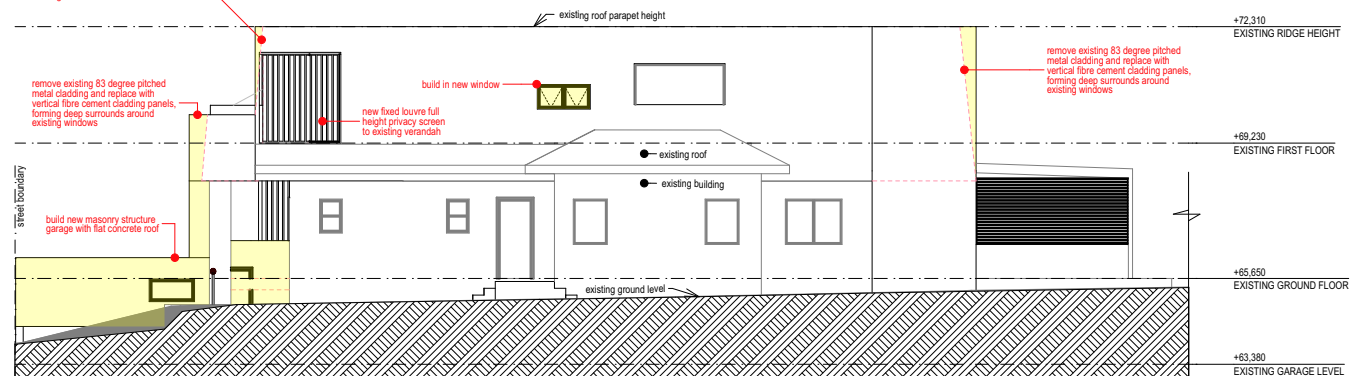 existing roof parapet height
+72,310
EXISTING RIDGE HEIGHT
remove existing 83 degree pitched
metal cladding and replace with
vertical fibre cement cladding panels,
forming deep surrounds around
existing windows
build in new window
new fixed louvre full
height privacy screen
to existing verandah
remove existing 83 degree pitched
metal cladding and replace with
vertical fibre cement cladding panels,
forming deep surrounds around
existing windows
+69,230
EXISTING FIRST FLOOR
existing roof
existing building
street boundary
build new masonry structure
garage with flat concrete roof
existing ground level
+65,650
EXISTING GROUND FLOOR
+63,380
EXISTING GARAGE LEVEL